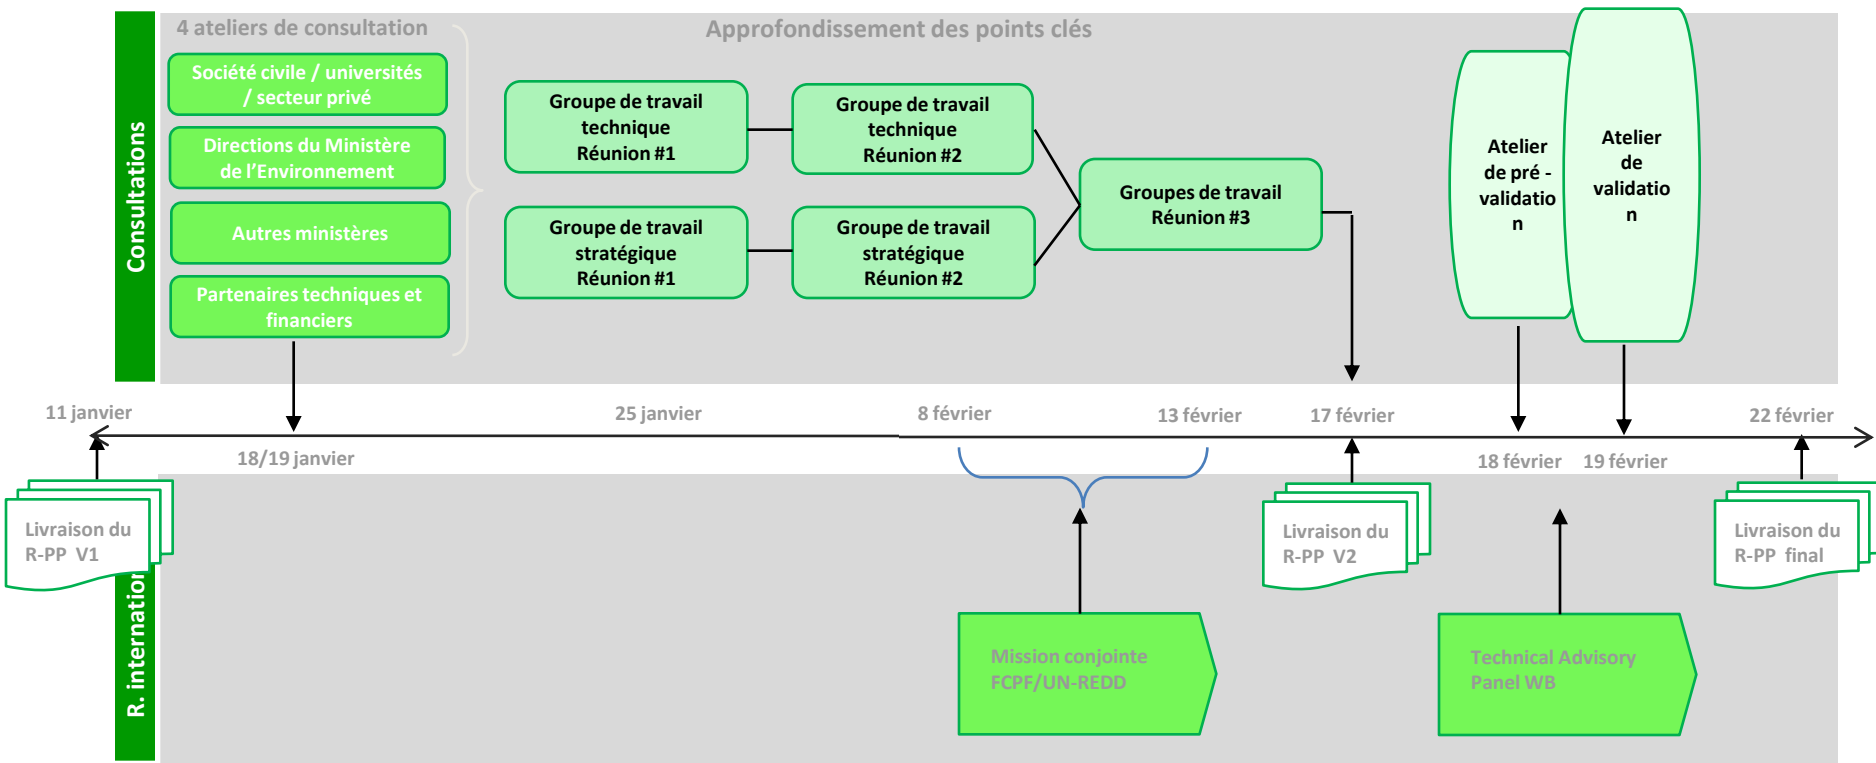 4 ateliers de consultation
Approfondissement des points clés
Consultations
Société civile / universités
/ secteur privé
Directions du Ministère
de l'Environnement
Autres ministères
Partenaires techniques et
financiers
Groupe de travail
technique
Réunion #1
Groupe de travail
technique
Réunion #2
Groupe de travail
stratégique
Réunion #1
Groupe de travail
stratégique
Réunion #2
Groupes de travail
Réunion #3
Atelier
de pré -
validatio
n
Atelier
de
validatio
n
11 janvier
25 janvier
8 février
13 février
17 février
22 février
18/19 janvier
18 février
19 février
R. internation
Livraison du
R-PP V1
Livraison du
R-PP V2
Livraison du
R-PP final
Mission conjointe
FCPF/UN-REDD
Technical Advisory
Panel WB